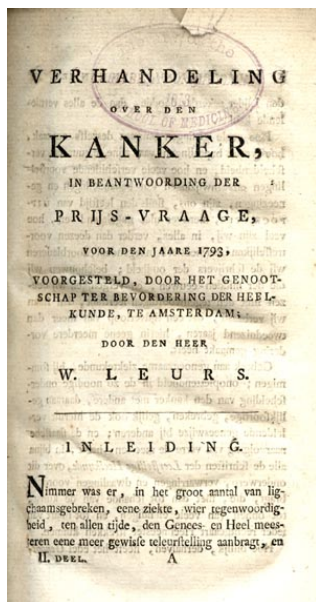 VERHANDELING
OVER DEN
KANKER,
IN BEANTWOORDING DER
PRIJS-VRAAGE,
VOOR DEN JAARE 1793,
VOORGESTELD, DOOR HET GENOOT-
SCHAP TER BEVORDERING DER HEEL-
KUNDE, TE AMSTERDAM;
DOOR DEN HEER
W. LEURS.
INLEIDING.
Nimmer was er, in het groot aantal van lig-
chaamsgebreken, eene ziekte, wier tegenwoordig-
heid, ten allen tijde, den Genees- en Heel mees-
teren eene meer gewisse teleurstelling aanbragt, en
II. DEEL. A
OF MEDICINE